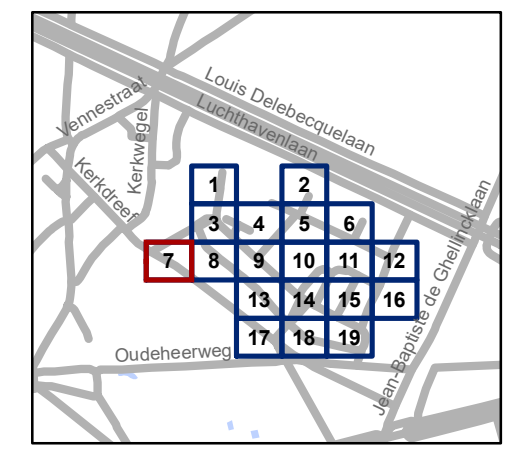 Louis Delebecquelaan
Luchthavenlaan
Vennestraat
Kerkwegel
Kerkdreef
1 2
3 4 5 6
7 8 9 10 11 12
13 14 15 16
17 18 19
Jean-Baptiste de Ghellincklaan
Oudeheerweg